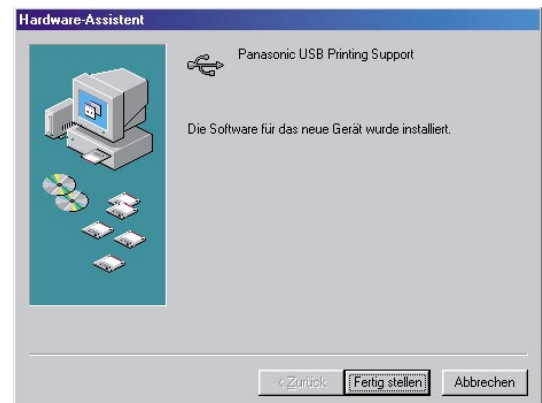 Hardware-Assistent
Panasonic USB Printing Support
Die Software für das neue Gerät wurde installiert.
< Zurück
Fertig stellen
Abbrechen